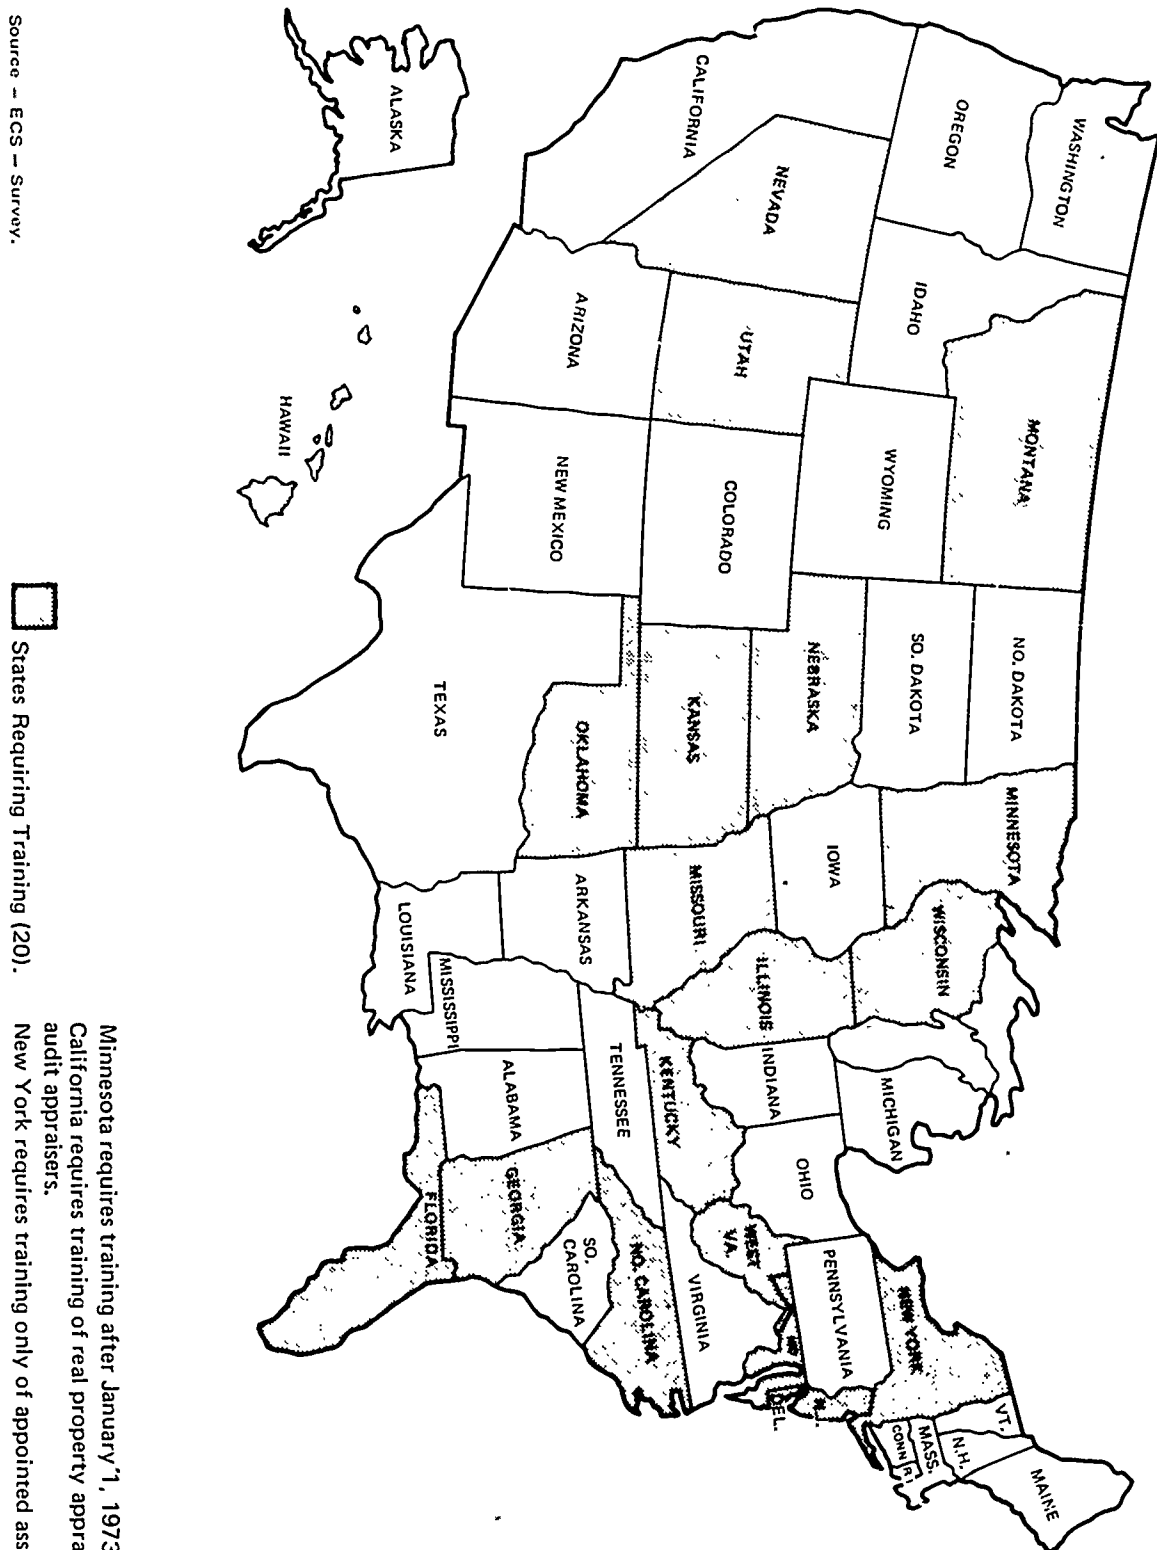 WASHINGTON
OREGON
CALIFORNIA
NEVADA
IDAHO
MONTANA
WYOMING
UTAH
ARIZONA
COLORADO
NEW MEXICO
NO. DAKOTA
SO. DAKOTA
NEBRASKA
KANSAS
OKLAHOMA
TEXAS
MINNESOTA
IOWA
MISSOURI
ARKANSAS
LOUISIANA
WISCONSIN
ILLINOIS
MICHIGAN
INDIANA
OHIO
KENTUCKY
TENNESSEE
MISSISSIPPI
ALABAMA
GEORGIA
FLORIDA
SO.
CAROLINA
NO. CAROLINA
VIRGINIA
WEST
VA.
PENNSYLVANIA
NEW YORK
DEL.
VT.
N.H.
MAINE
MASS.
CONN
R I
ALASKA
HAWAII
States Requiring Training (20).
Minnesota requires training after January 1, 1973
California requires training of real property appra
audit appraisers.
New York requires training only of appointed ass
Source – ECS – Survey.